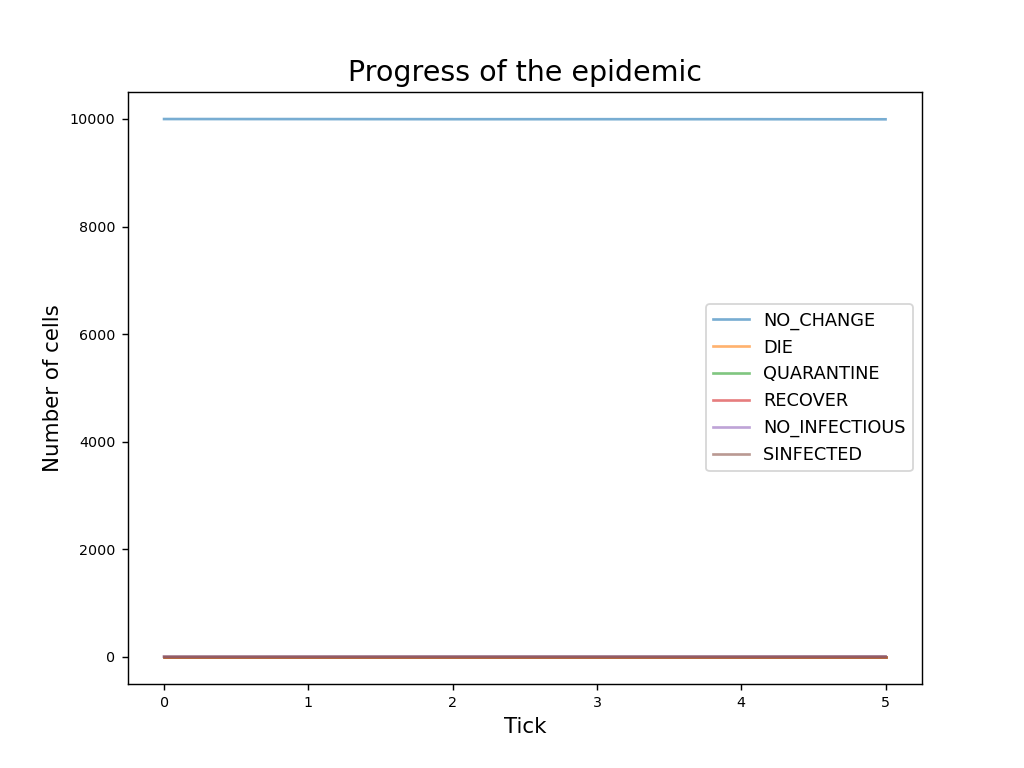 Progress of the epidemic
Number of cells
10000
8000
6000
4000
2000
0
NO_CHANGE
DIE
QUARANTINE
RECOVER
NO_INFECTIOUS
SINFECTED
0 1 2 3 4 5
Tick